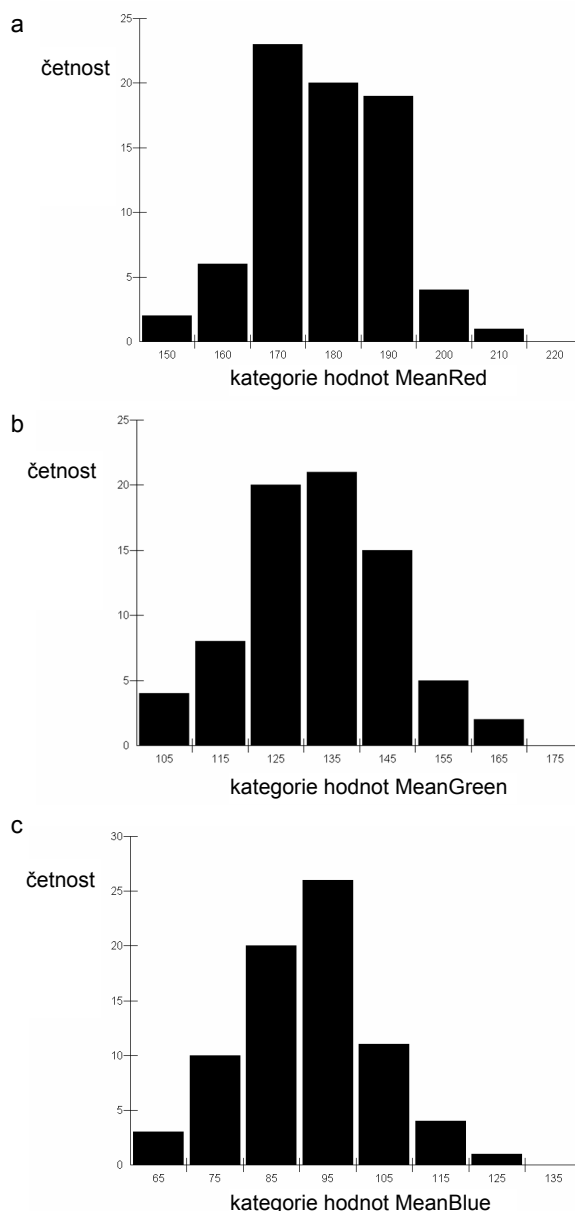 a
četnost
25
20
15
10
5
0
150 160 170 180 190 200 210 220
kategorie hodnot MeanRed
b
četnost
25
20
15
10
5
0
105 115 125 135 145 155 165 175
kategorie hodnot MeanGreen
c
četnost
30
25
20
15
10
5
0
65 75 85 95 105 115 125 135
kategorie hodnot MeanBlue